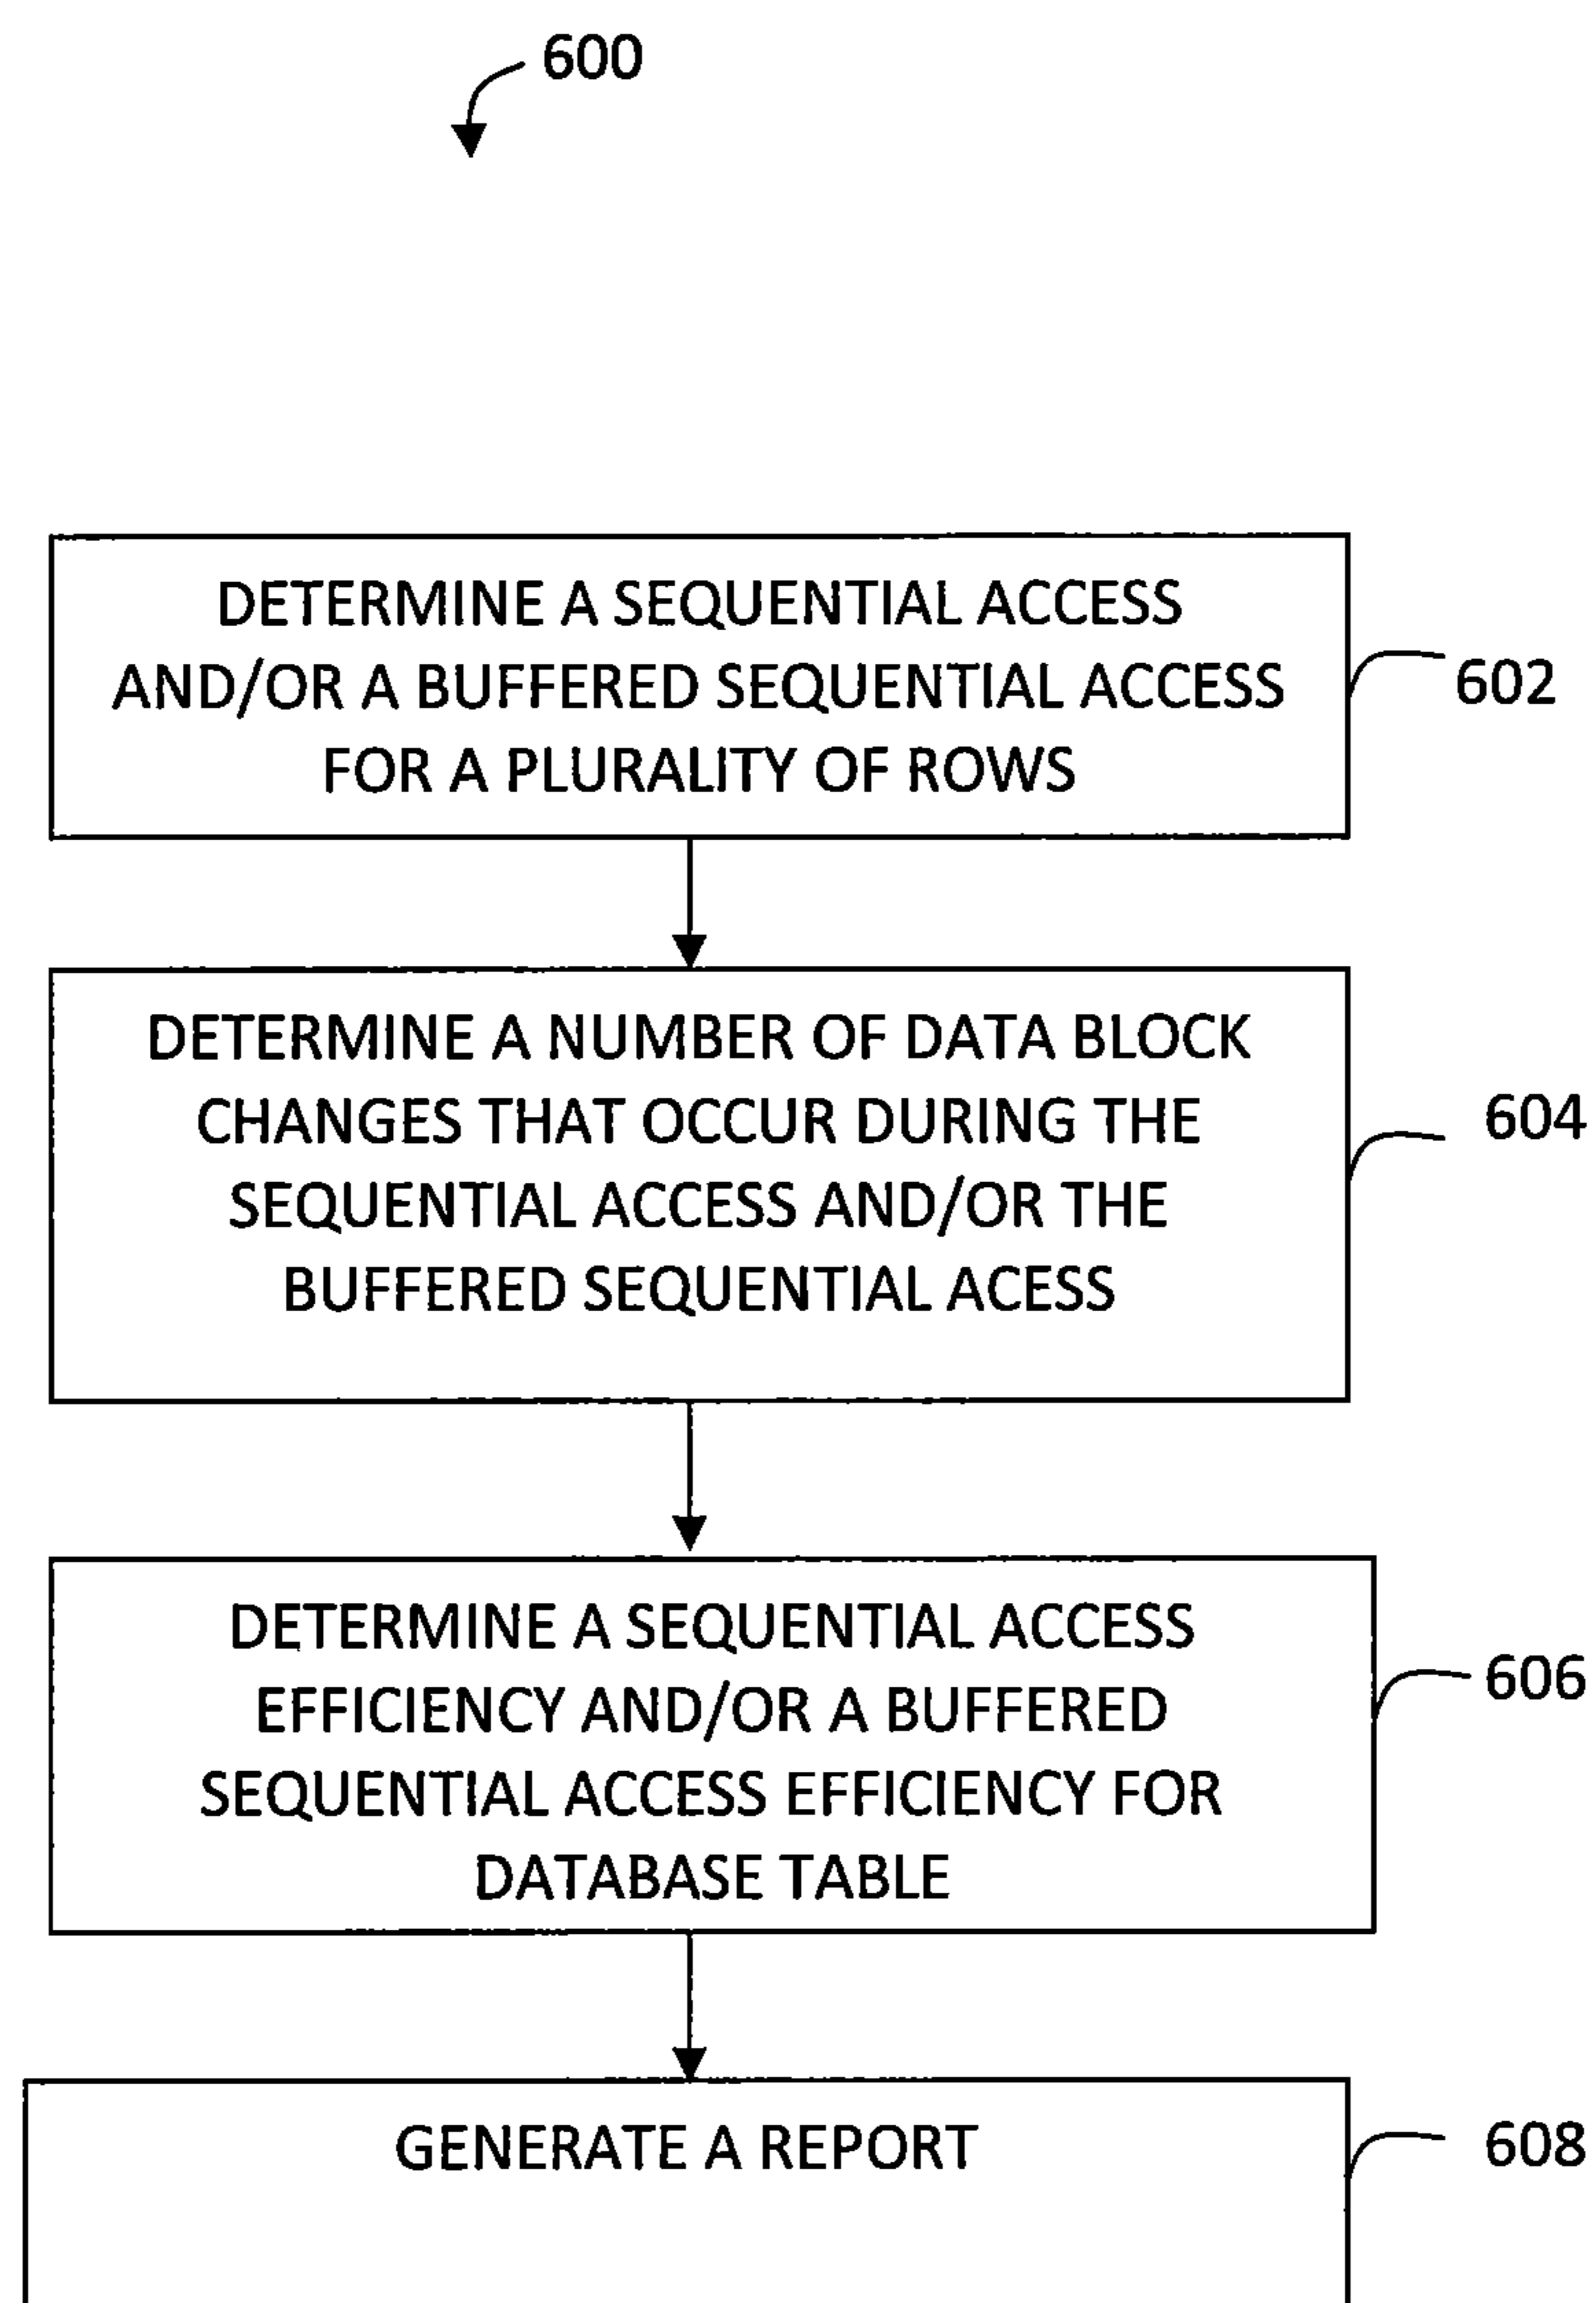 600
DETERMINE A SEQUENTIAL ACCESS
AND/OR A BUFFERED SEQUENTIAL ACCESS
FOR A PLURALITY OF ROWS
602
DETERMINE A NUMBER OF DATA BLOCK
CHANGES THAT OCCUR DURING THE
SEQUENTIAL ACCESS AND/OR THE
BUFFERED SEQUENTIAL ACESS
604
DETERMINE A SEQUENTIAL ACCESS
EFFICIENCY AND/OR A BUFFERED
SEQUENTIAL ACCESS EFFICIENCY FOR
DATABASE TABLE
606
GENERATE A REPORT
608